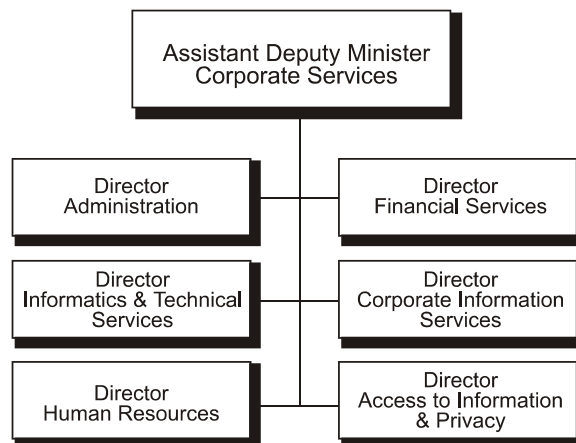 Assistant Deputy Minister
Corporate Services
Director
Administration
Director
Financial Services
Director
Informatics & Technical
Services
Director
Corporate Information
Services
Director
Human Resources
Director
Access to Information
& Privacy